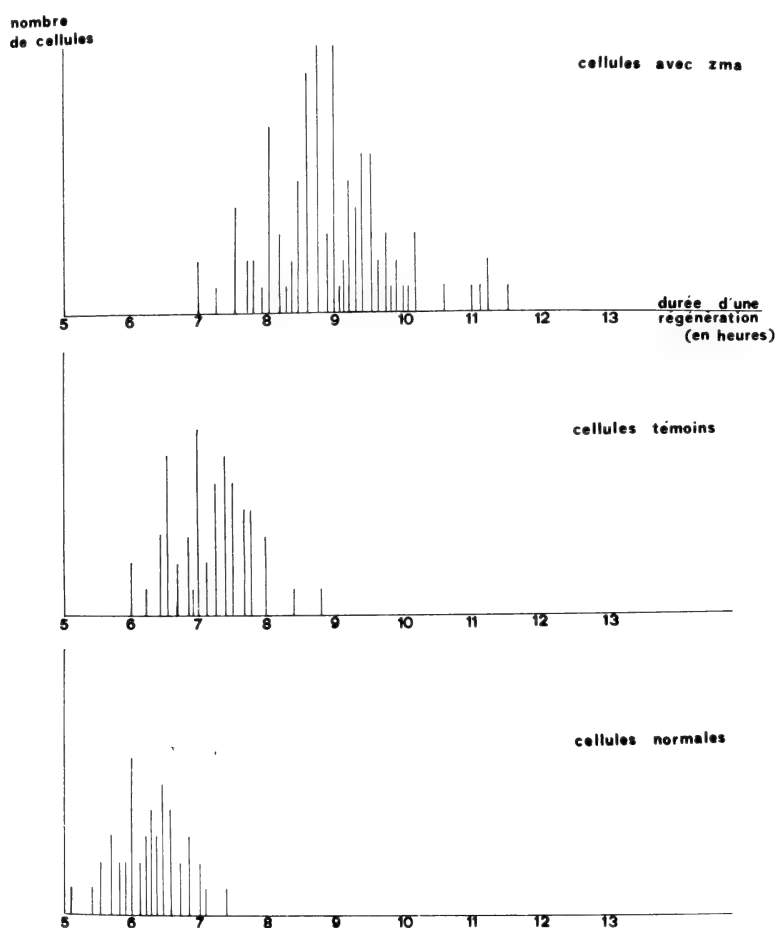 nombre
de cellules
cellules avec zma
durée d'une
5 6 7 8 9 10 11 12 13 régénération
(en heures)
cellules témoins
5 6 7 8 9 10 11 12 13
cellules normales
5 6 7 8 9 10 11 12 13